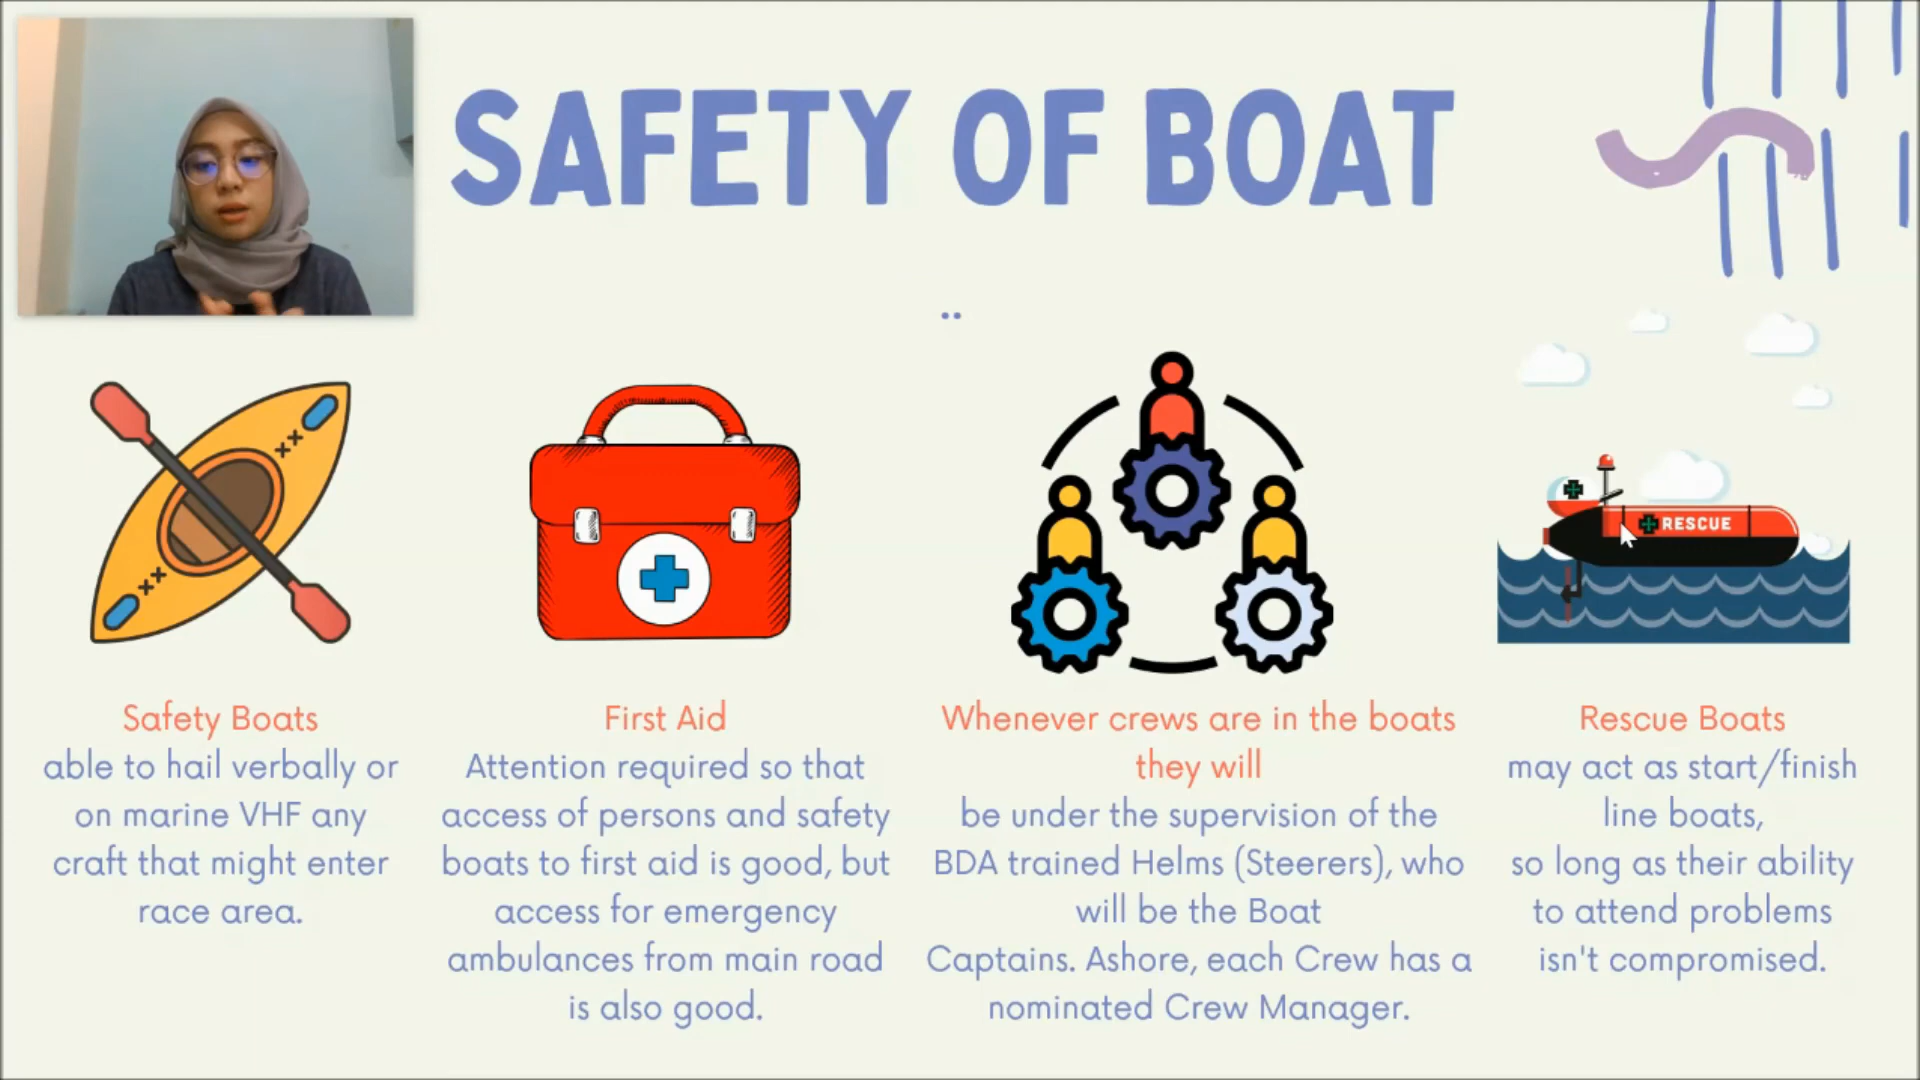 SAFETY OF BOAT
..
RESCUE
Safety Boats
able to hail verbally or
on marine VHF any
craft that might enter
race area.
First Aid
Attention required so that
access of persons and safety
boats to first aid is good, but
access for emergency
ambulances from main road
is also good.
Whenever crews are in the boats
they will
be under the supervision of the
BDA trained Helms (Steerers), who
will be the Boat
Captains. Ashore, each Crew has a
nominated Crew Manager.
Rescue Boats
may act as start/finish
line boats,
so long as their ability
to attend problems
isn't compromised.